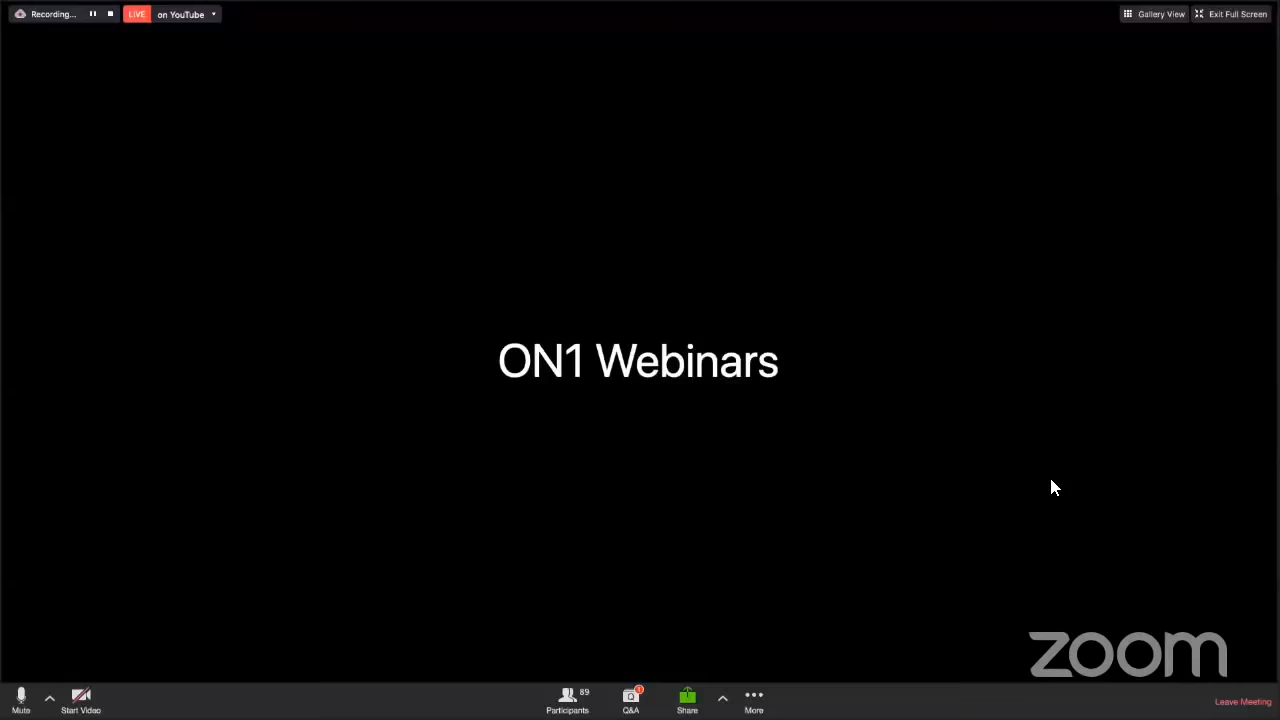 Recording...
LIVE on YouTube
Gallery View
Exit Full Screen
ON1 Webinars
zoom
Mute
Start Video
Participants
89
Q&A
1
Share
More
Leave Meeting